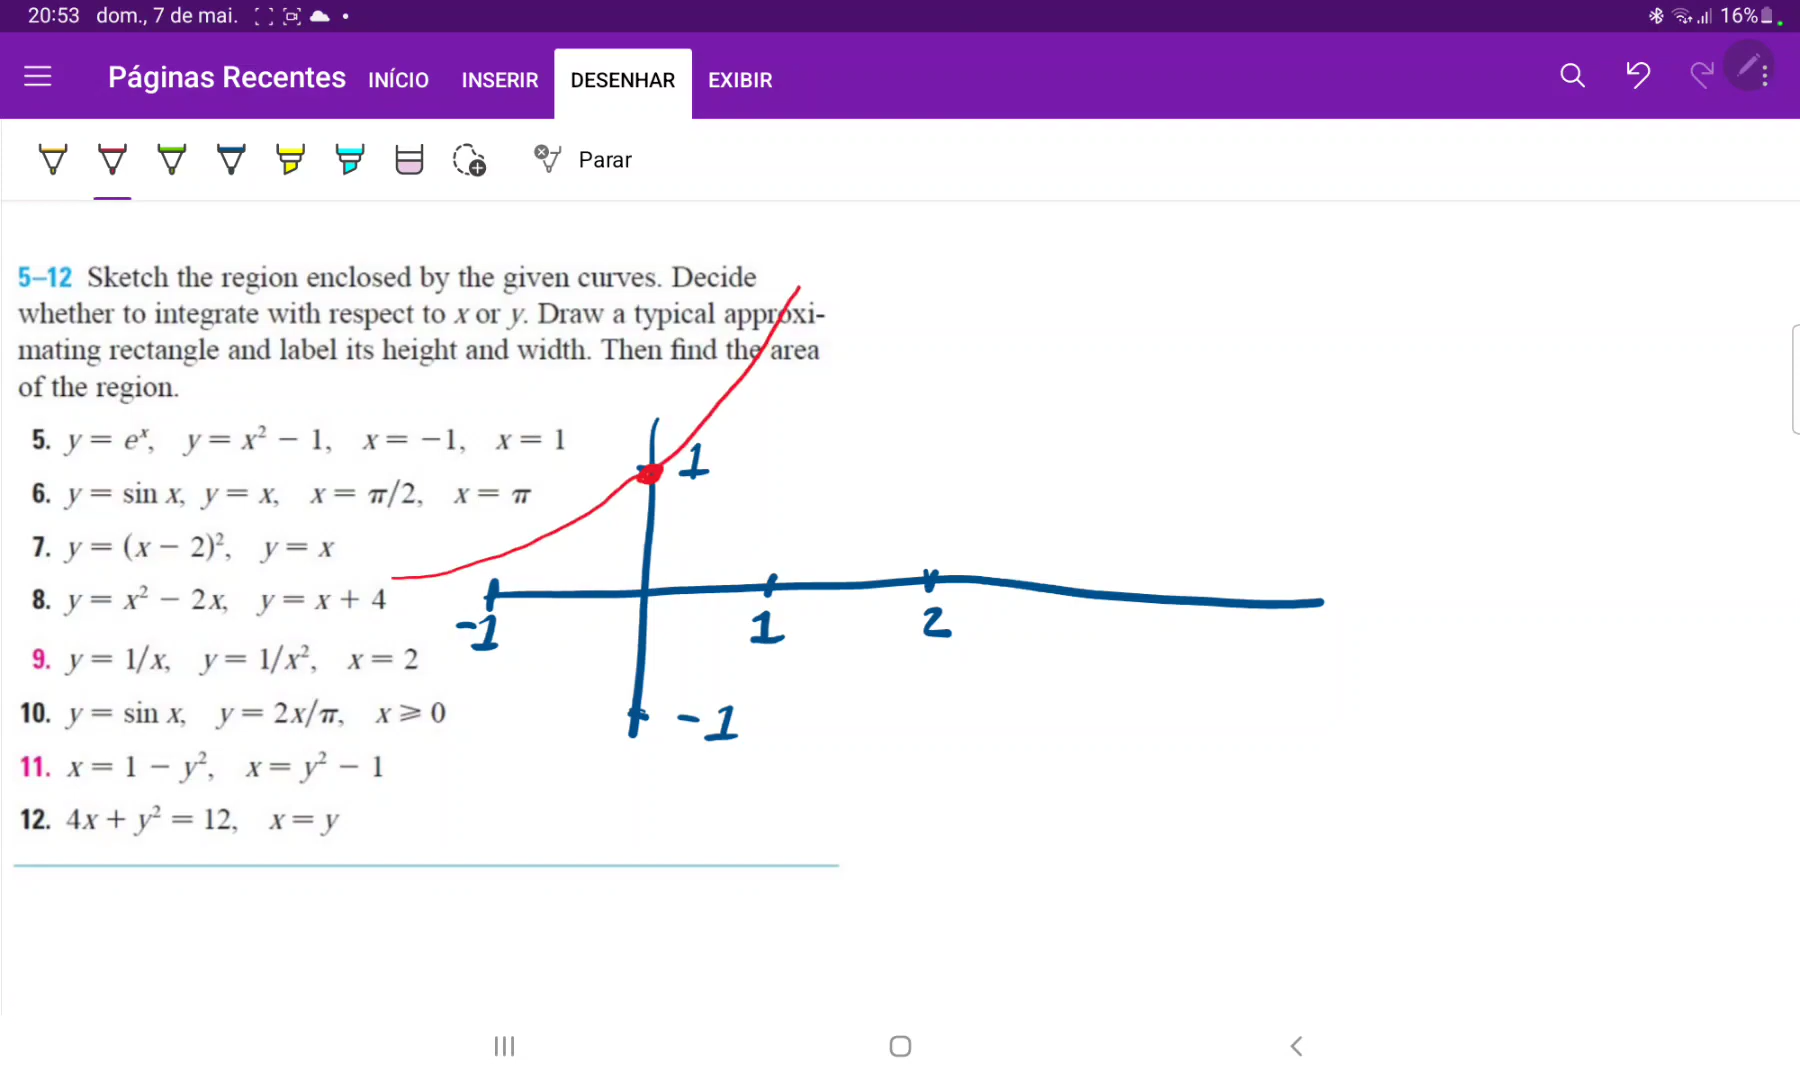 20:53 dom., 7 de mai. 16%
Páginas Recentes INÍCIO INSERIR DESENHAR EXIBIR
Parar
5–12 Sketch the region enclosed by the given curves. Decide
whether to integrate with respect to x or y. Draw a typical approxi-
mating rectangle and label its height and width. Then find the area
of the region.
5. y = eˣ, y = x² − 1, x = −1, x = 1
6. y = sin x, y = x, x = π/2, x = π
7. y = (x − 2)², y = x
8. y = x² − 2x, y = x + 4
9. y = 1/x, y = 1/x², x = 2
10. y = sin x, y = 2x/π, x ⩾ 0
11. x = 1 − y², x = y² − 1
12. 4x + y² = 12, x = y
1
-1 1 2
-1